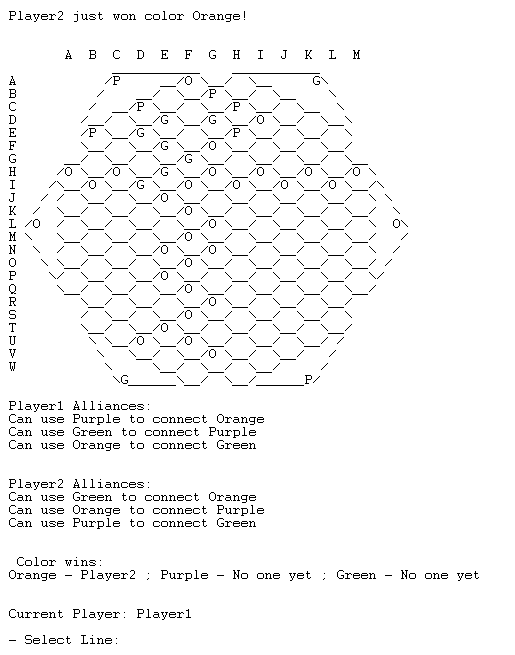 Player2 just won color Orange!
A B C D E F G H I J K L M
A P O G
B P
C P P
D G G O
E P G P
F G O
G G
H O O G O O O O
I O G O O O O
J O
K O
L O O O
M O
N O O
O O
P O
Q O
R O
S O
T O
U O O
V O
W
G P
Player1 Alliances:
Can use Purple to connect Orange
Can use Green to connect Purple
Can use Orange to connect Green
Player2 Alliances:
Can use Green to connect Orange
Can use Orange to connect Purple
Can use Purple to connect Green
Color wins:
Orange - Player2 ; Purple - No one yet ; Green - No one yet
Current Player: Player1
- Select Line: